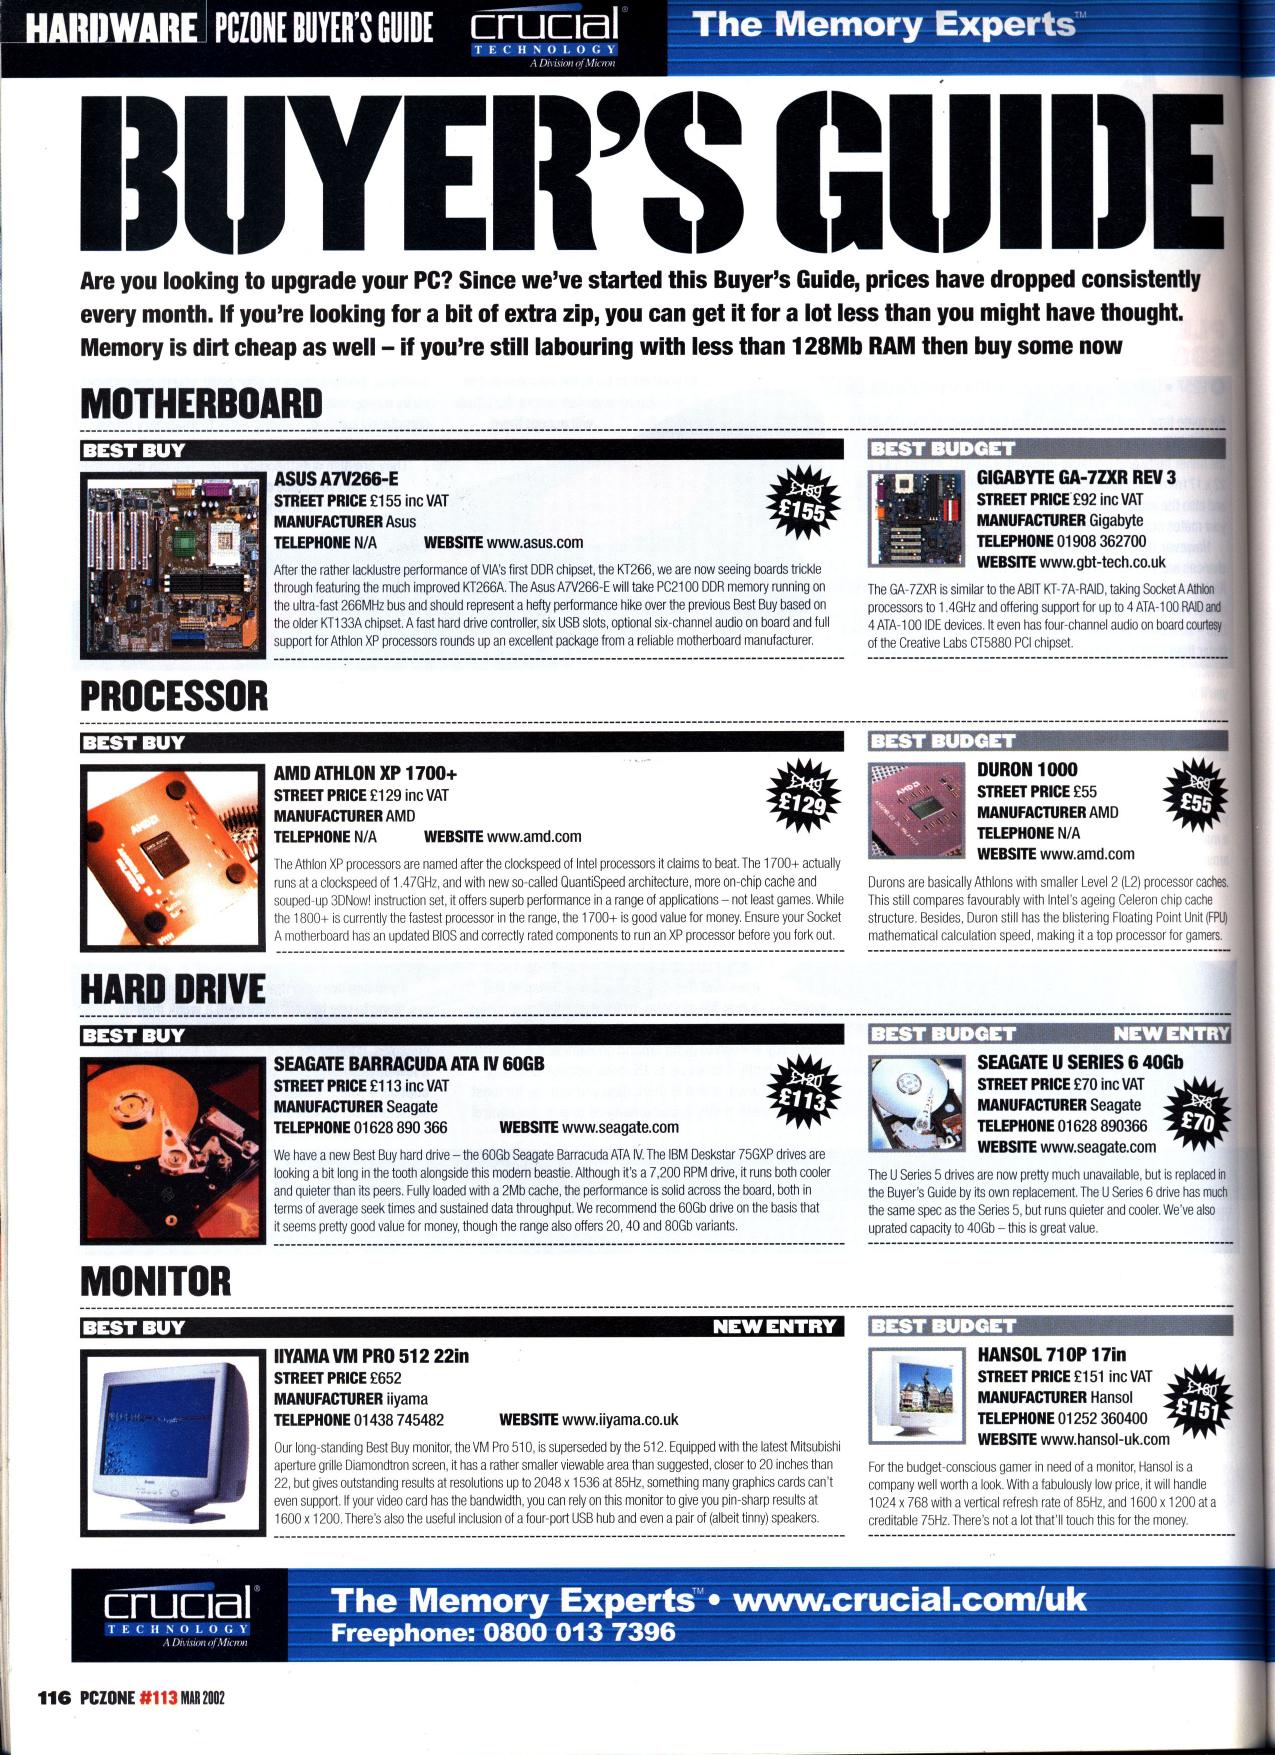 HARDWARE PCZONE BUYER'S GUIDE
crucial®
TECHNOLOGY
A Division of Micron
The Memory Experts™
BUYER'S GUIDE
Are you looking to upgrade your PC? Since we've started this Buyer's Guide, prices have dropped consistently
every month. If you're looking for a bit of extra zip, you can get it for a lot less than you might have thought.
Memory is dirt cheap as well – if you're still labouring with less than 128Mb RAM then buy some now
MOTHERBOARD
BEST BUY
ASUS A7V266-E
STREET PRICE £155 inc VAT
MANUFACTURER Asus
TELEPHONE N/A WEBSITE www.asus.com
£159
£155
After the rather lacklustre performance of VIA's first DDR chipset, the KT266, we are now seeing boards trickle
through featuring the much improved KT266A. The Asus A7V266-E will take PC2100 DDR memory running on
the ultra-fast 266MHz bus and should represent a hefty performance hike over the previous Best Buy based on
the older KT133A chipset. A fast hard drive controller, six USB slots, optional six-channel audio on board and full
support for Athlon XP processors rounds up an excellent package from a reliable motherboard manufacturer.
BEST BUDGET
GIGABYTE GA-7ZXR REV 3
STREET PRICE £92 inc VAT
MANUFACTURER Gigabyte
TELEPHONE 01908 362700
WEBSITE www.gbt-tech.co.uk
The GA-7ZXR is similar to the ABIT KT-7A-RAID, taking Socket A Athlon
processors to 1.4GHz and offering support for up to 4 ATA-100 RAID and
4 ATA-100 IDE devices. It even has four-channel audio on board courtesy
of the Creative Labs CT5880 PCI chipset.
PROCESSOR
BEST BUY
AMD ATHLON XP 1700+
STREET PRICE £129 inc VAT
MANUFACTURER AMD
TELEPHONE N/A WEBSITE www.amd.com
£149
£129
The Athlon XP processors are named after the clockspeed of Intel processors it claims to beat. The 1700+ actually
runs at a clockspeed of 1.47GHz, and with new so-called QuantiSpeed architecture, more on-chip cache and
souped-up 3DNow! instruction set, it offers superb performance in a range of applications – not least games. While
the 1800+ is currently the fastest processor in the range, the 1700+ is good value for money. Ensure your Socket
A motherboard has an updated BIOS and correctly rated components to run an XP processor before you fork out.
BEST BUDGET
DURON 1000
STREET PRICE £55
MANUFACTURER AMD
TELEPHONE N/A
WEBSITE www.amd.com
£69
£55
Durons are basically Athlons with smaller Level 2 (L2) processor caches.
This still compares favourably with Intel's ageing Celeron chip cache
structure. Besides, Duron still has the blistering Floating Point Unit (FPU)
mathematical calculation speed, making it a top processor for gamers.
HARD DRIVE
BEST BUY
SEAGATE BARRACUDA ATA IV 60GB
STREET PRICE £113 inc VAT
MANUFACTURER Seagate
TELEPHONE 01628 890 366 WEBSITE www.seagate.com
£120
£113
We have a new Best Buy hard drive – the 60Gb Seagate Barracuda ATA IV. The IBM Deskstar 75GXP drives are
looking a bit long in the tooth alongside this modern beastie. Although it's a 7,200 RPM drive, it runs both cooler
and quieter than its peers. Fully loaded with a 2Mb cache, the performance is solid across the board, both in
terms of average seek times and sustained data throughput. We recommend the 60Gb drive on the basis that
it seems pretty good value for money, though the range also offers 20, 40 and 80Gb variants.
BEST BUDGET NEW ENTRY
SEAGATE U SERIES 6 40Gb
STREET PRICE £70 inc VAT
MANUFACTURER Seagate
TELEPHONE 01628 890366
WEBSITE www.seagate.com
£78
£70
The U Series 5 drives are now pretty much unavailable, but is replaced in
the Buyer's Guide by its own replacement. The U Series 6 drive has much
the same spec as the Series 5, but runs quieter and cooler. We've also
uprated capacity to 40Gb – this is great value.
MONITOR
BEST BUY NEW ENTRY
IIYAMA VM PRO 512 22in
STREET PRICE £652
MANUFACTURER iiyama
TELEPHONE 01438 745482 WEBSITE www.iiyama.co.uk
Our long-standing Best Buy monitor, the VM Pro 510, is superseded by the 512. Equipped with the latest Mitsubishi
aperture grille Diamondtron screen, it has a rather smaller viewable area than suggested, closer to 20 inches than
22, but gives outstanding results at resolutions up to 2048 x 1536 at 85Hz, something many graphics cards can't
even support. If your video card has the bandwidth, you can rely on this monitor to give you pin-sharp results at
1600 x 1200. There's also the useful inclusion of a four-port USB hub and even a pair of (albeit tinny) speakers.
BEST BUDGET
HANSOL 710P 17in
STREET PRICE £151 inc VAT
MANUFACTURER Hansol
TELEPHONE 01252 360400
WEBSITE www.hansol-uk.com
£160
£151
For the budget-conscious gamer in need of a monitor, Hansol is a
company well worth a look. With a fabulously low price, it will handle
1024 x 768 with a vertical refresh rate of 85Hz, and 1600 x 1200 at a
creditable 75Hz. There's not a lot that'll touch this for the money.
crucial®
TECHNOLOGY
A Division of Micron
The Memory Experts™ • www.crucial.com/uk
Freephone: 0800 013 7396
116 PCZONE #113 MAR 2002